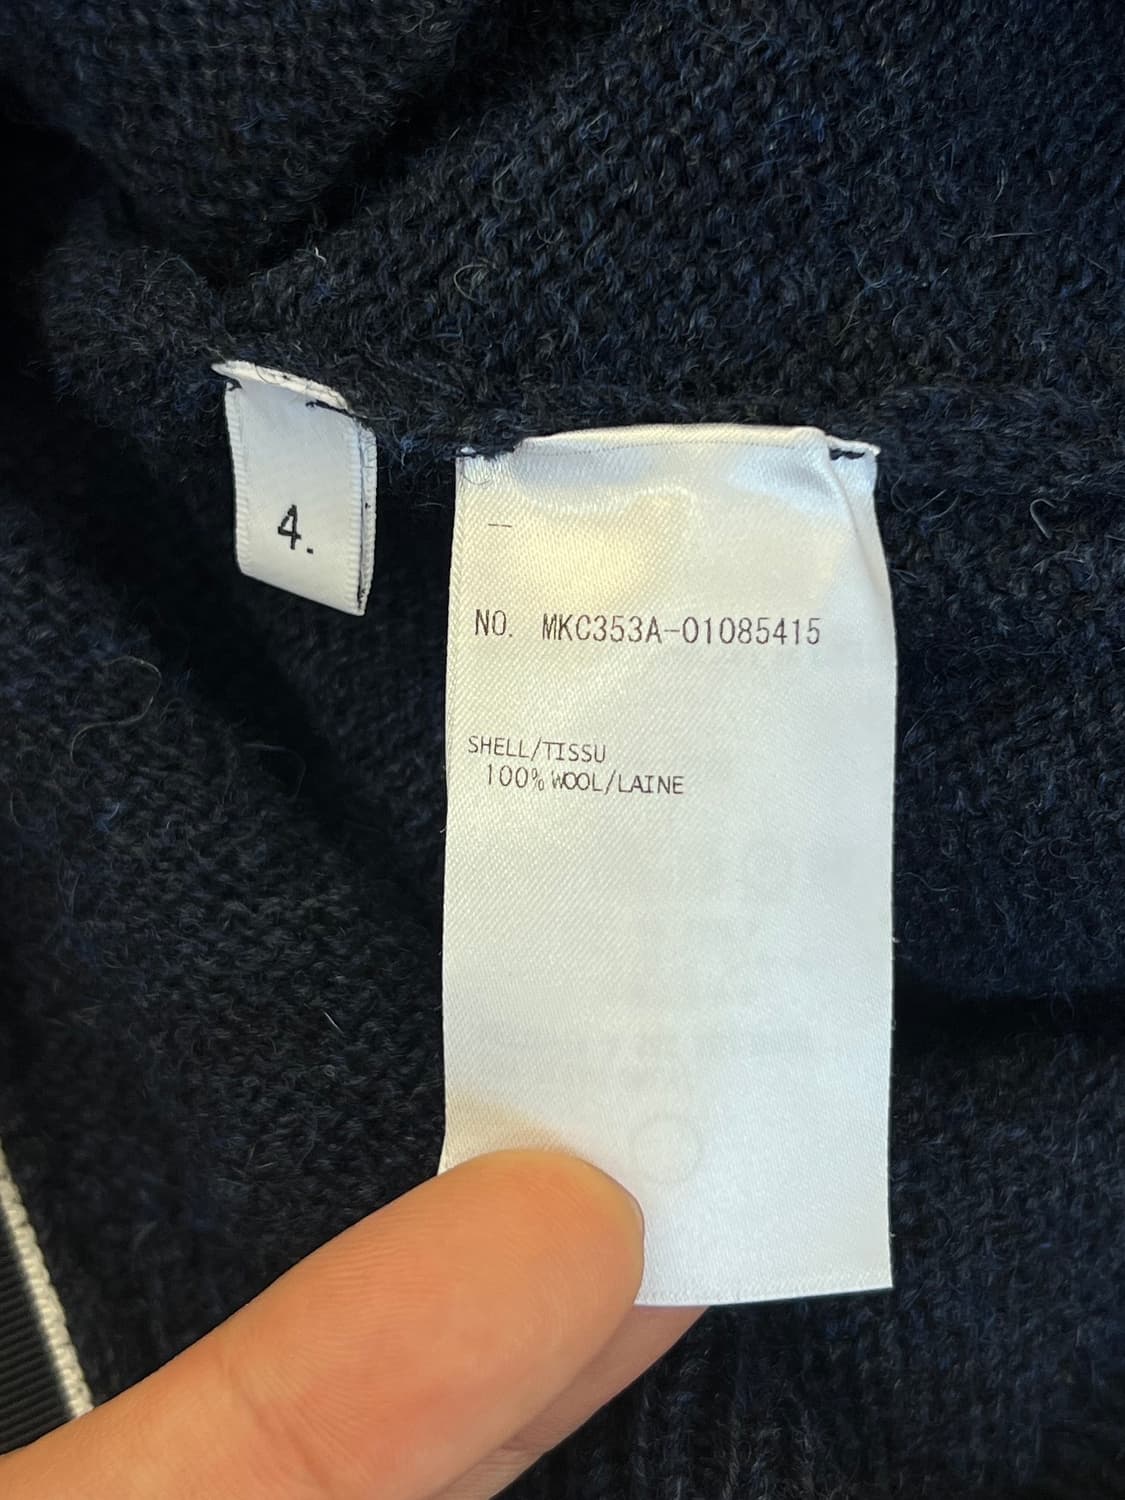 4.
--
NO. MKC353A-01085415
SHELL/TISSU
100% WOOL/LAINE